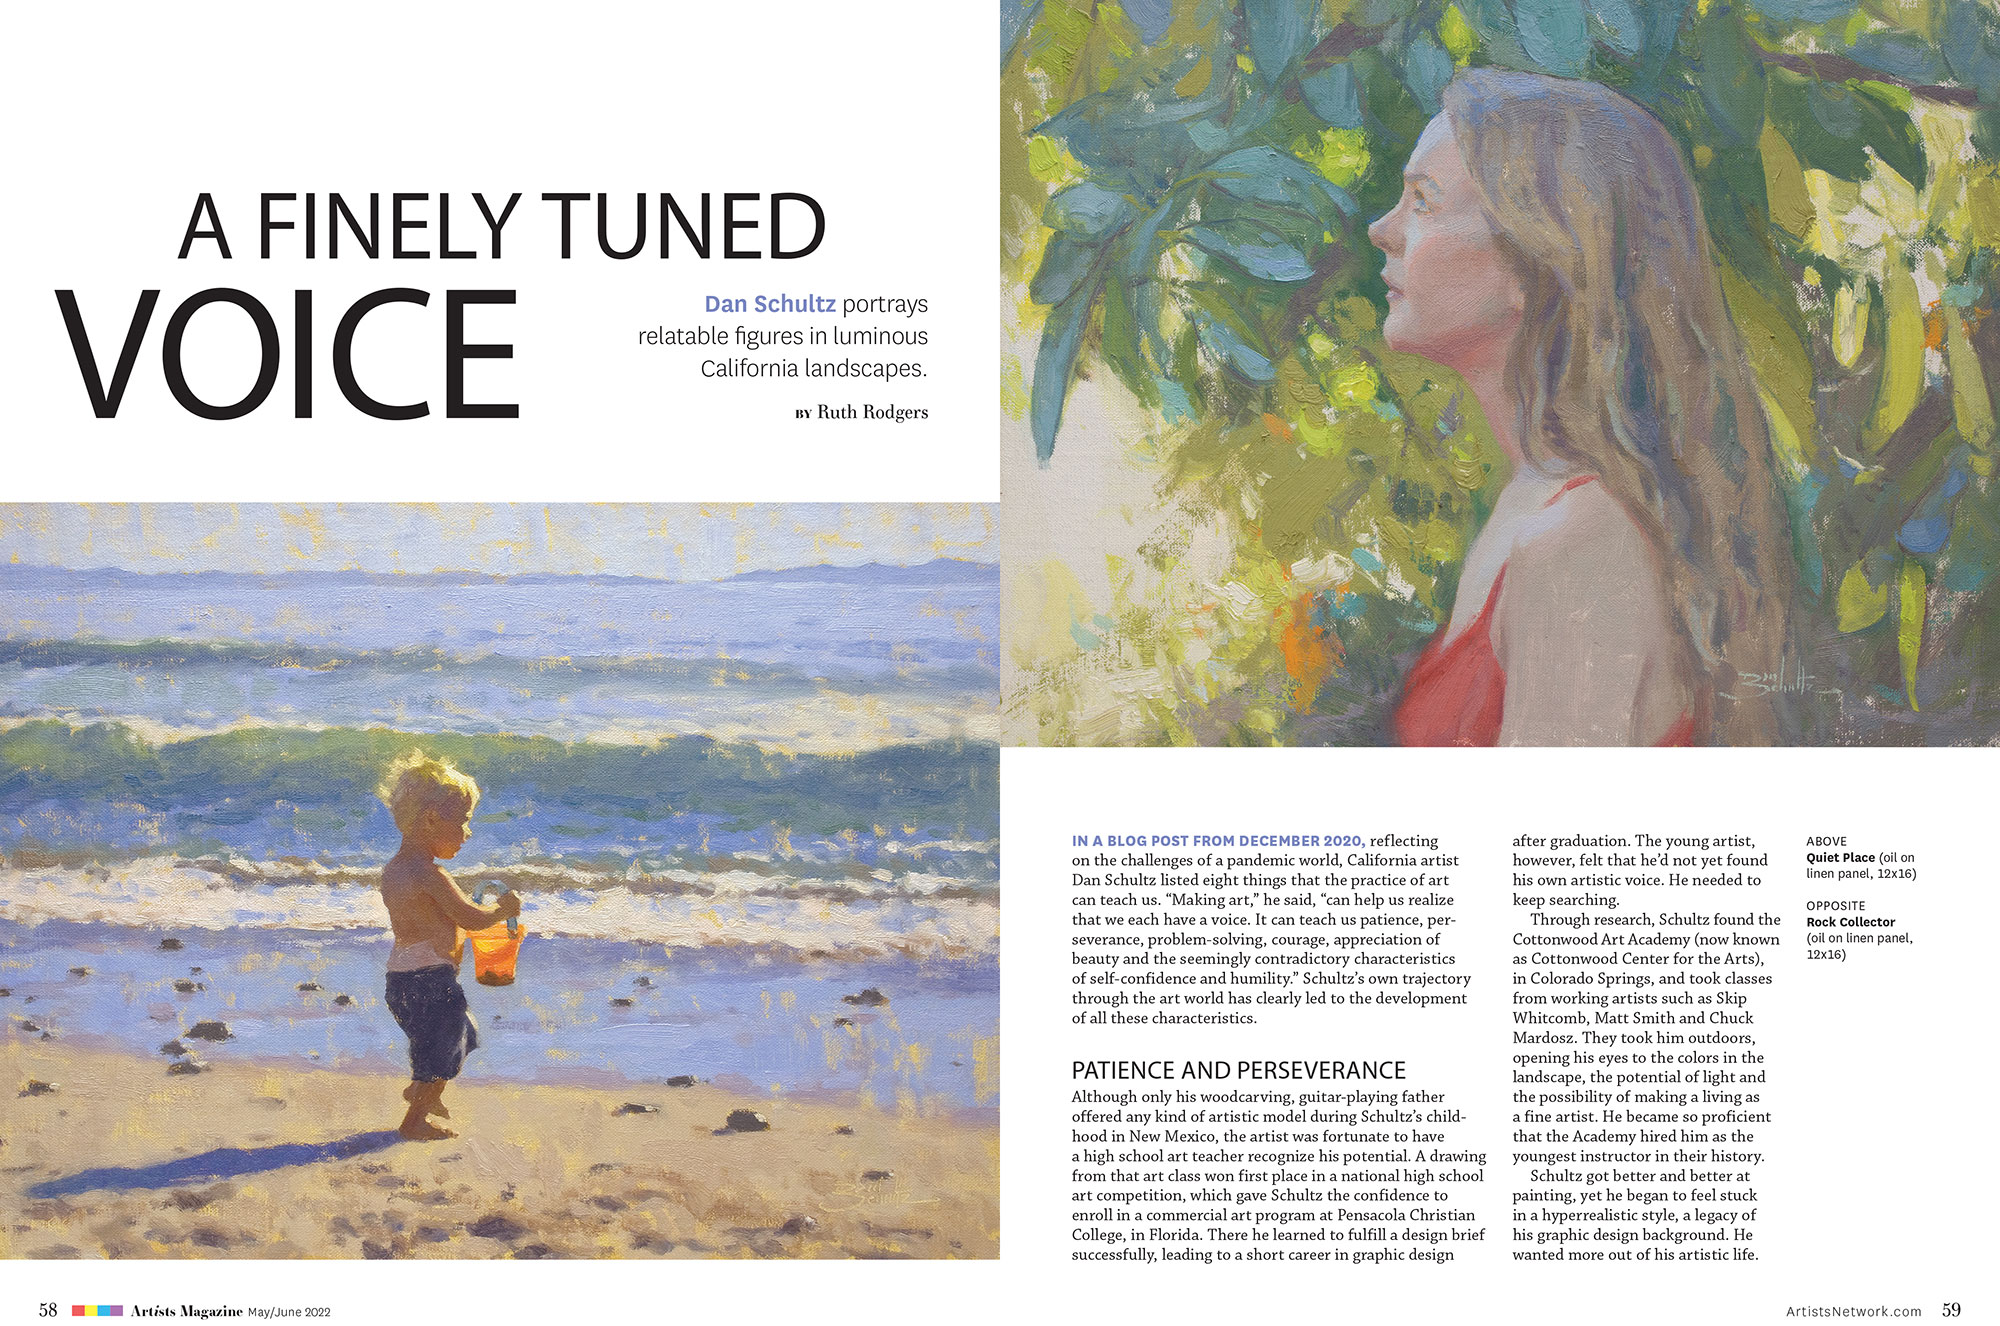 A FINELY TUNED
VOICE
Dan Schultz portrays
relatable figures in luminous
California landscapes.
BY Ruth Rodgers
Dan Schultz
Dan Schultz
IN A BLOG POST FROM DECEMBER 2020, reflecting
on the challenges of a pandemic world, California artist
Dan Schultz listed eight things that the practice of art
can teach us. “Making art,” he said, “can help us realize
that we each have a voice. It can teach us patience, per-
severance, problem-solving, courage, appreciation of
beauty and the seemingly contradictory characteristics
of self-confidence and humility.” Schultz’s own trajectory
through the art world has clearly led to the development
of all these characteristics.
PATIENCE AND PERSEVERANCE
Although only his woodcarving, guitar-playing father
offered any kind of artistic model during Schultz’s child-
hood in New Mexico, the artist was fortunate to have
a high school art teacher recognize his potential. A drawing
from that art class won first place in a national high school
art competition, which gave Schultz the confidence to
enroll in a commercial art program at Pensacola Christian
College, in Florida. There he learned to fulfill a design brief
successfully, leading to a short career in graphic design
after graduation. The young artist,
however, felt that he’d not yet found
his own artistic voice. He needed to
keep searching.
Through research, Schultz found the
Cottonwood Art Academy (now known
as Cottonwood Center for the Arts),
in Colorado Springs, and took classes
from working artists such as Skip
Whitcomb, Matt Smith and Chuck
Mardosz. They took him outdoors,
opening his eyes to the colors in the
landscape, the potential of light and
the possibility of making a living as
a fine artist. He became so proficient
that the Academy hired him as the
youngest instructor in their history.
Schultz got better and better at
painting, yet he began to feel stuck
in a hyperrealistic style, a legacy of
his graphic design background. He
wanted more out of his artistic life.
ABOVE
Quiet Place (oil on
linen panel, 12x16)
OPPOSITE
Rock Collector
(oil on linen panel,
12x16)
58 Artists Magazine May/June 2022
ArtistsNetwork.com 59